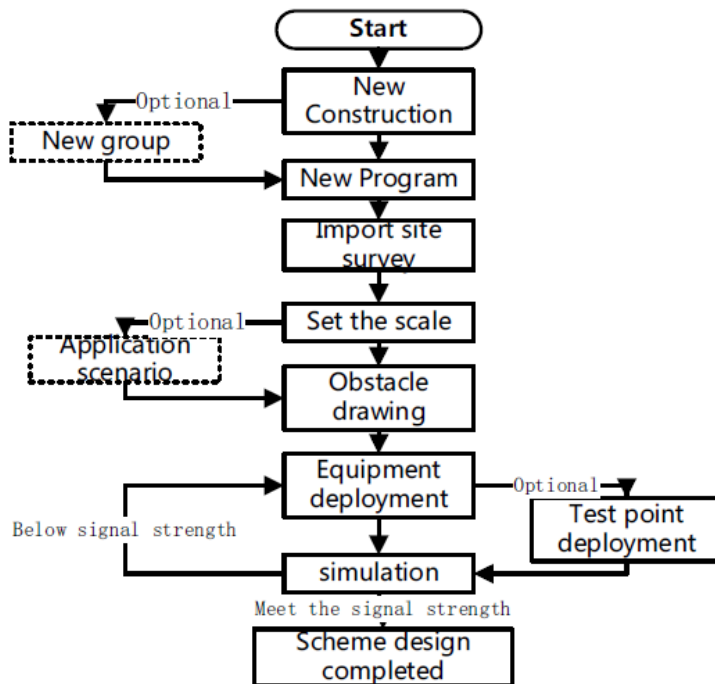 Start
New
Construction
Optional
New group
New Program
Import site
survey
Optional
Set the scale
Application
scenario
Obstacle
drawing
Equipment
deployment
Optional
Below signal strength
Test point
deployment
simulation
Meet the signal strength
Scheme design
completed